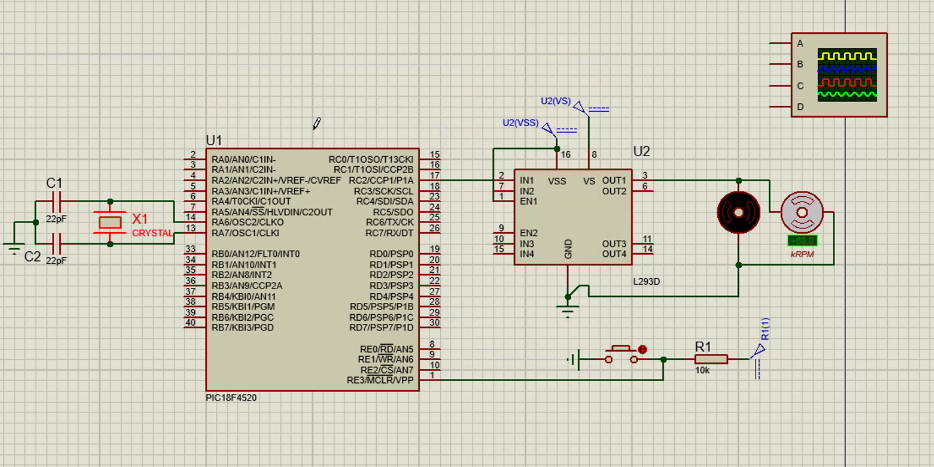 A
B
C
D
U2(VS)
U2(VSS)
U1
U2
2 RA0/AN0/C1IN- RC0/T1OSO/T13CKI 15
3 RA1/AN1/C2IN- RC1/T1OSI/CCP2B 16
4 RA2/AN2/C2IN+/VREF-/CVREF RC2/CCP1/P1A 17
5 RA3/AN3/C1IN+/VREF+ RC3/SCK/SCL 18
6 RA4/T0CKI/C1OUT RC4/SDI/SDA 23
7 RA5/AN4/SS/HLVDIN/C2OUT RC5/SDO 24
14 RA6/OSC2/CLKO RC6/TX/CK 25
13 RA7/OSC1/CLKI RC7/RX/DT 26
33 RB0/AN12/FLT0/INT0 RD0/PSP0 19
34 RB1/AN10/INT1 RD1/PSP1 20
35 RB2/AN8/INT2 RD2/PSP2 21
36 RB3/AN9/CCP2A RD3/PSP3 22
37 RB4/KBI0/AN11 RD4/PSP4 27
38 RB5/KBI1/PGM RD5/PSP5/P1B 28
39 RB6/KBI2/PGC RD6/PSP6/P1C 29
40 RB7/KBI3/PGD RD7/PSP7/P1D 30
RE0/RD/AN5 8
RE1/WR/AN6 9
RE2/CS/AN7 10
RE3/MCLR/VPP 1
PIC18F4520
C1
22pF
X1
CRYSTAL
C2
22pF
16 8
VSS VS
2 IN1 OUT1 3
7 IN2 OUT2 6
1 EN1
9 EN2
10 IN3 OUT3 11
15 IN4 OUT4 14
GND
L293D
kRPM
R1
10k
R1(1)